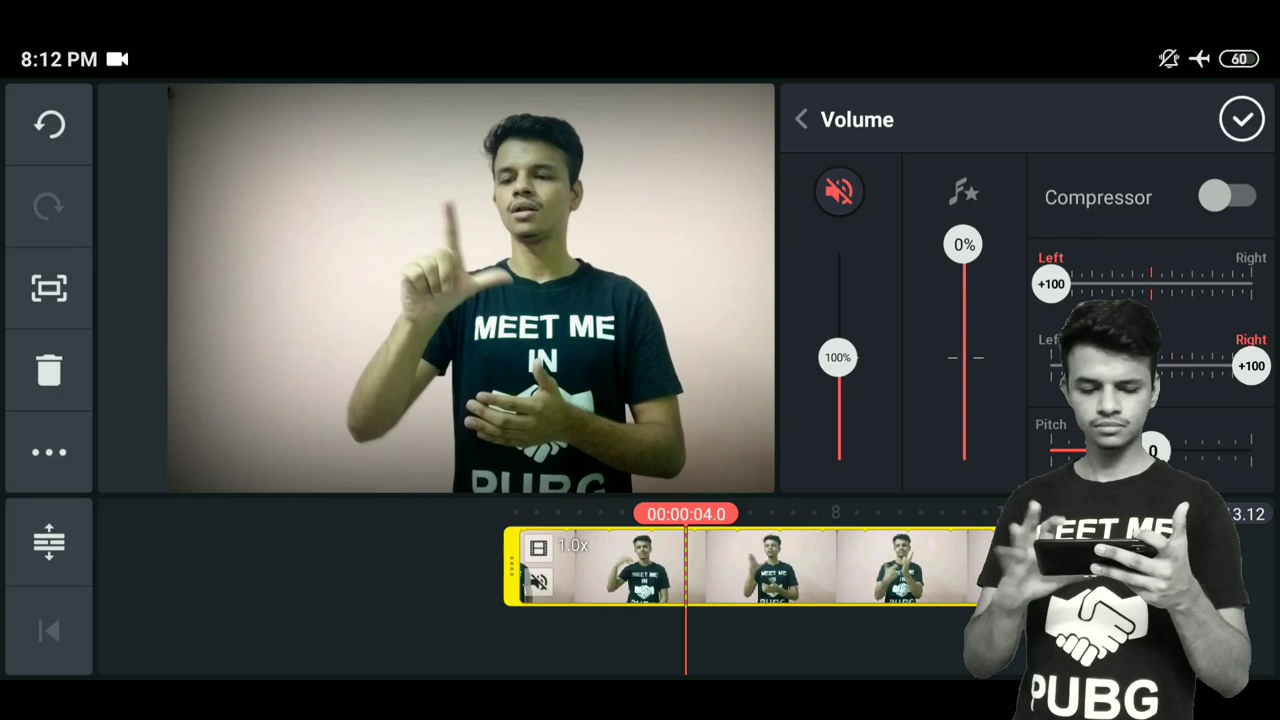 8:12 PM
60
Volume
Compressor
0%
Left
Right
+100
100%
Right
+100
Pitch
0
MEET ME
IN
PUBG
00:00:04.0
8
3.12
1.0x
MEET ME
PUBG